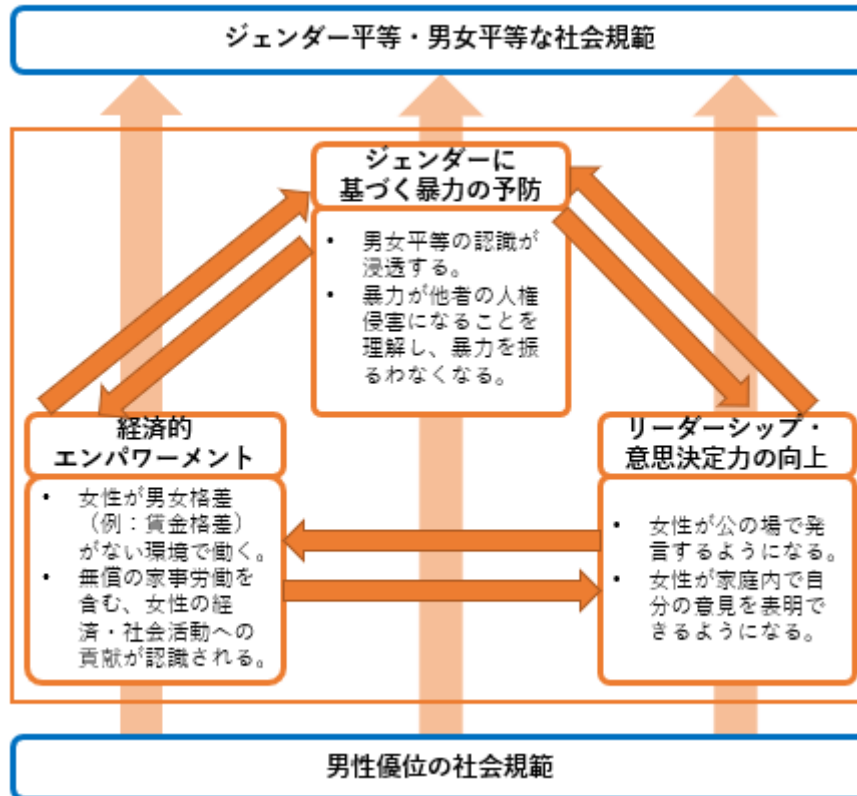 ジェンダー平等・男女平等な社会規範
ジェンダーに
基づく暴力の予防
• 男女平等の認識が
浸透する。
• 暴力が他者の人権
侵害になることを
理解し、暴力を振
るわなくなる。
経済的
エンパワーメント
• 女性が男女格差
（例：賃金格差）
がない環境で働く。
• 無償の家事労働を
含む、女性の経
済・社会活動への
貢献が認識される。
リーダーシップ・
意思決定力の向上
• 女性が公の場で発
言するようになる。
• 女性が家庭内で自
分の意見を表明で
きるようになる。
男性優位の社会規範